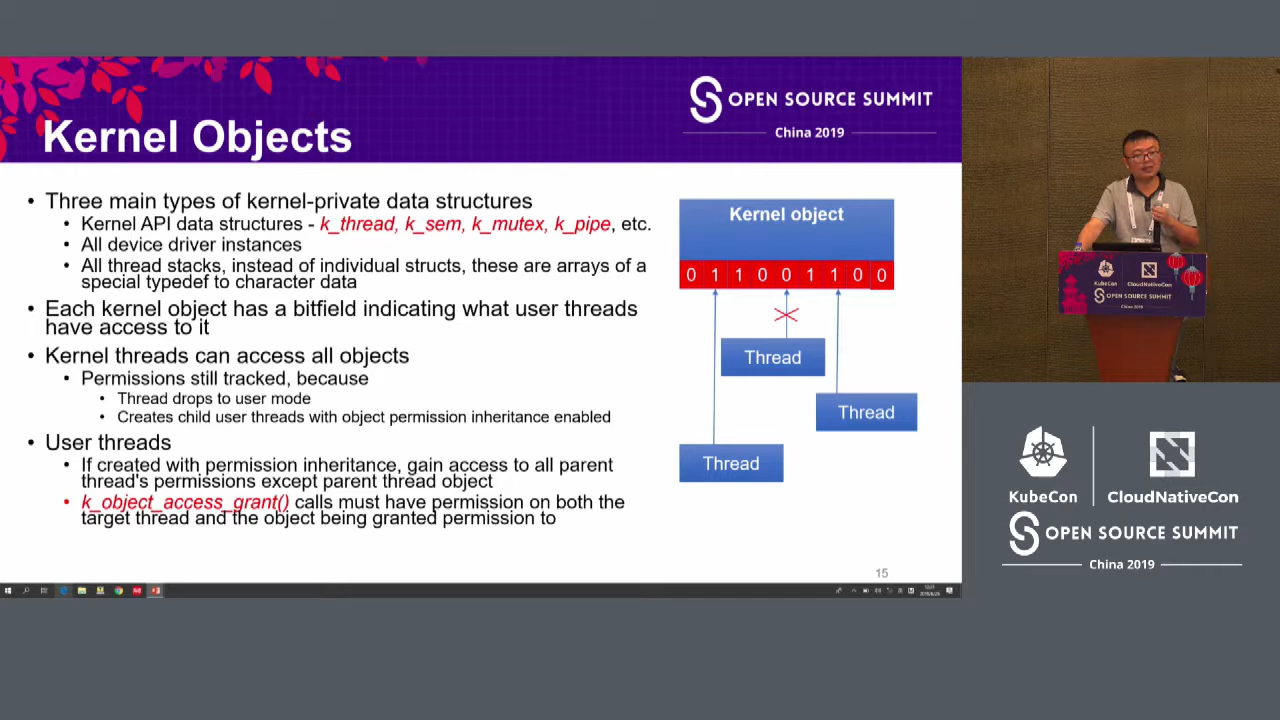 OPEN SOURCE SUMMIT
China 2019
Kernel Objects
• Three main types of kernel-private data structures
• Kernel API data structures - k_thread, k_sem, k_mutex, k_pipe, etc.
• All device driver instances
• All thread stacks, instead of individual structs, these are arrays of a
special typedef to character data
• Each kernel object has a bitfield indicating what user threads
have access to it
• Kernel threads can access all objects
• Permissions still tracked, because
• Thread drops to user mode
• Creates child user threads with object permission inheritance enabled
• User threads
• If created with permission inheritance, gain access to all parent
thread's permissions except parent thread object
• k_object_access_grant() calls must have permission on both the
target thread and the object being granted permission to
Kernel object
0 1 1 0 0 1 1 0 0
Thread
Thread
Thread
15
KubeCon
CloudNativeCon
OPEN SOURCE SUMMIT
China 2019
KubeCon
CloudNativeCon
OPEN SOURCE SUMMIT
China 2019